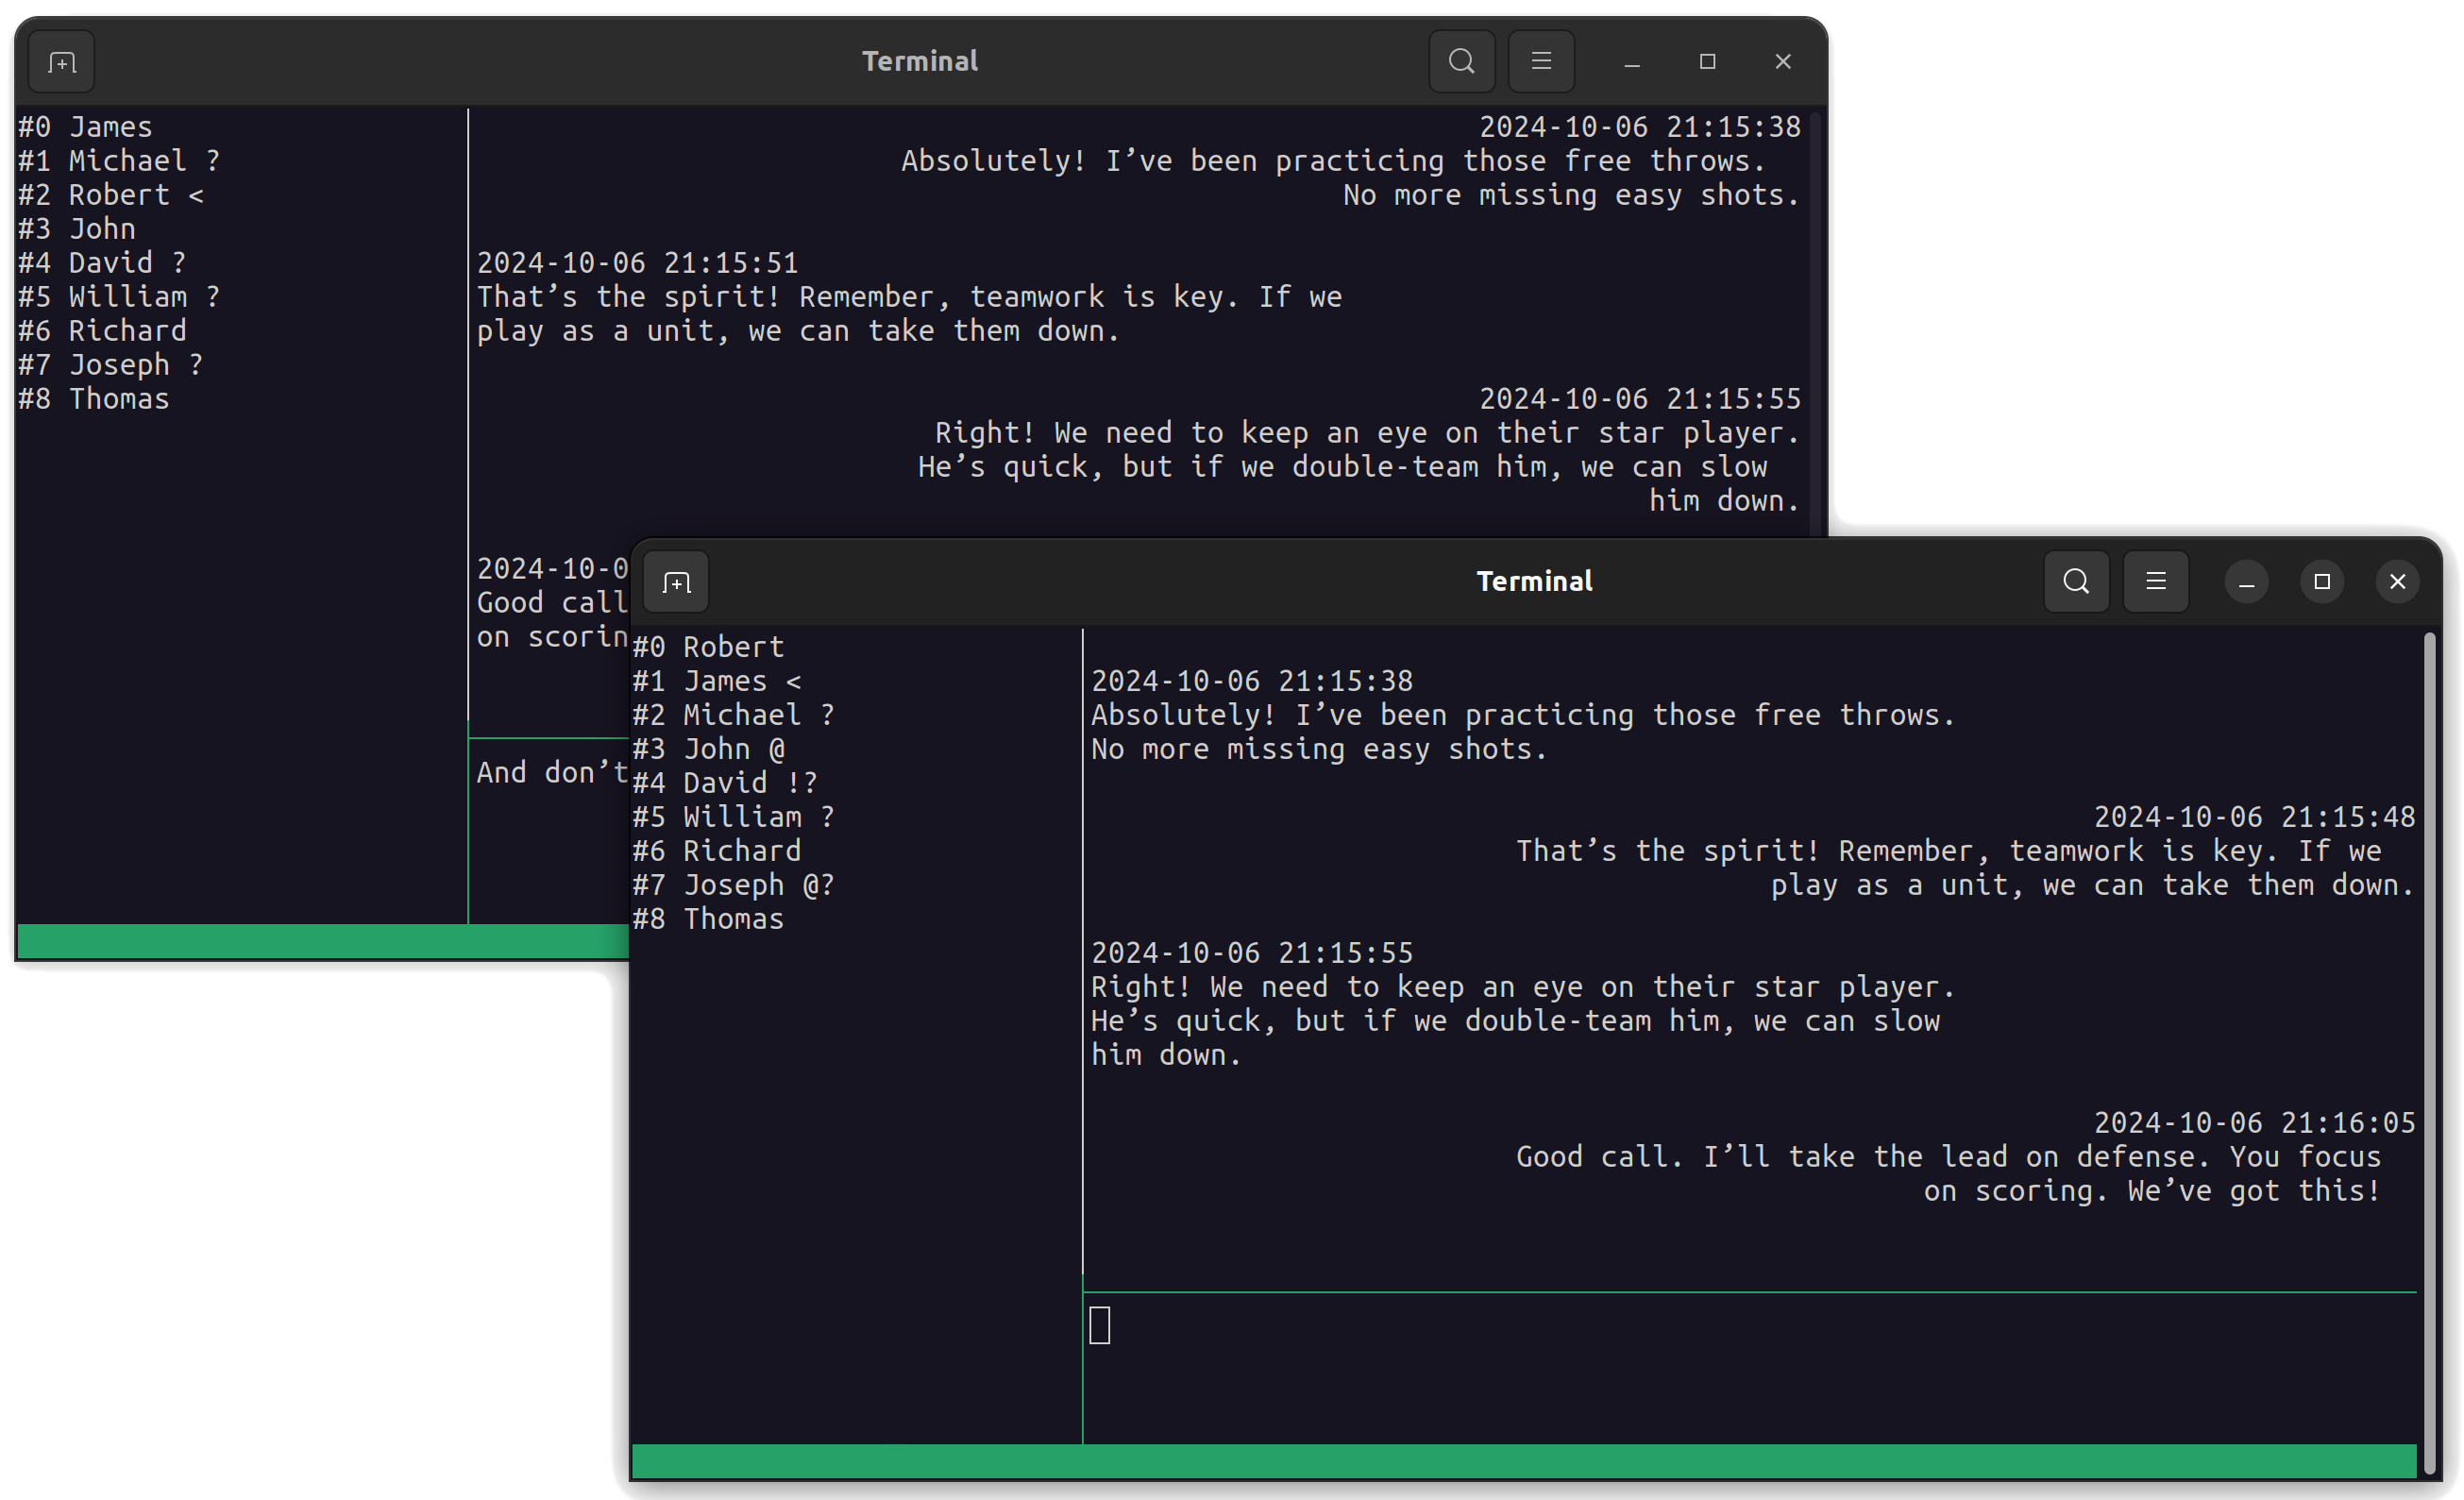 Terminal
#0 James
#1 Michael ?
#2 Robert <
#3 John
#4 David ?
#5 William ?
#6 Richard
#7 Joseph ?
#8 Thomas
2024-10-06 21:15:38
Absolutely! I’ve been practicing those free throws.
No more missing easy shots.
2024-10-06 21:15:51
That’s the spirit! Remember, teamwork is key. If we
play as a unit, we can take them down.
2024-10-06 21:15:55
Right! We need to keep an eye on their star player.
He’s quick, but if we double-team him, we can slow
him down.
2024-10-0
Good call
on scorin
And don’t
Terminal
#0 Robert
#1 James <
#2 Michael ?
#3 John @
#4 David !?
#5 William ?
#6 Richard
#7 Joseph @?
#8 Thomas
2024-10-06 21:15:38
Absolutely! I’ve been practicing those free throws.
No more missing easy shots.
2024-10-06 21:15:48
That’s the spirit! Remember, teamwork is key. If we
play as a unit, we can take them down.
2024-10-06 21:15:55
Right! We need to keep an eye on their star player.
He’s quick, but if we double-team him, we can slow
him down.
2024-10-06 21:16:05
Good call. I’ll take the lead on defense. You focus
on scoring. We’ve got this!